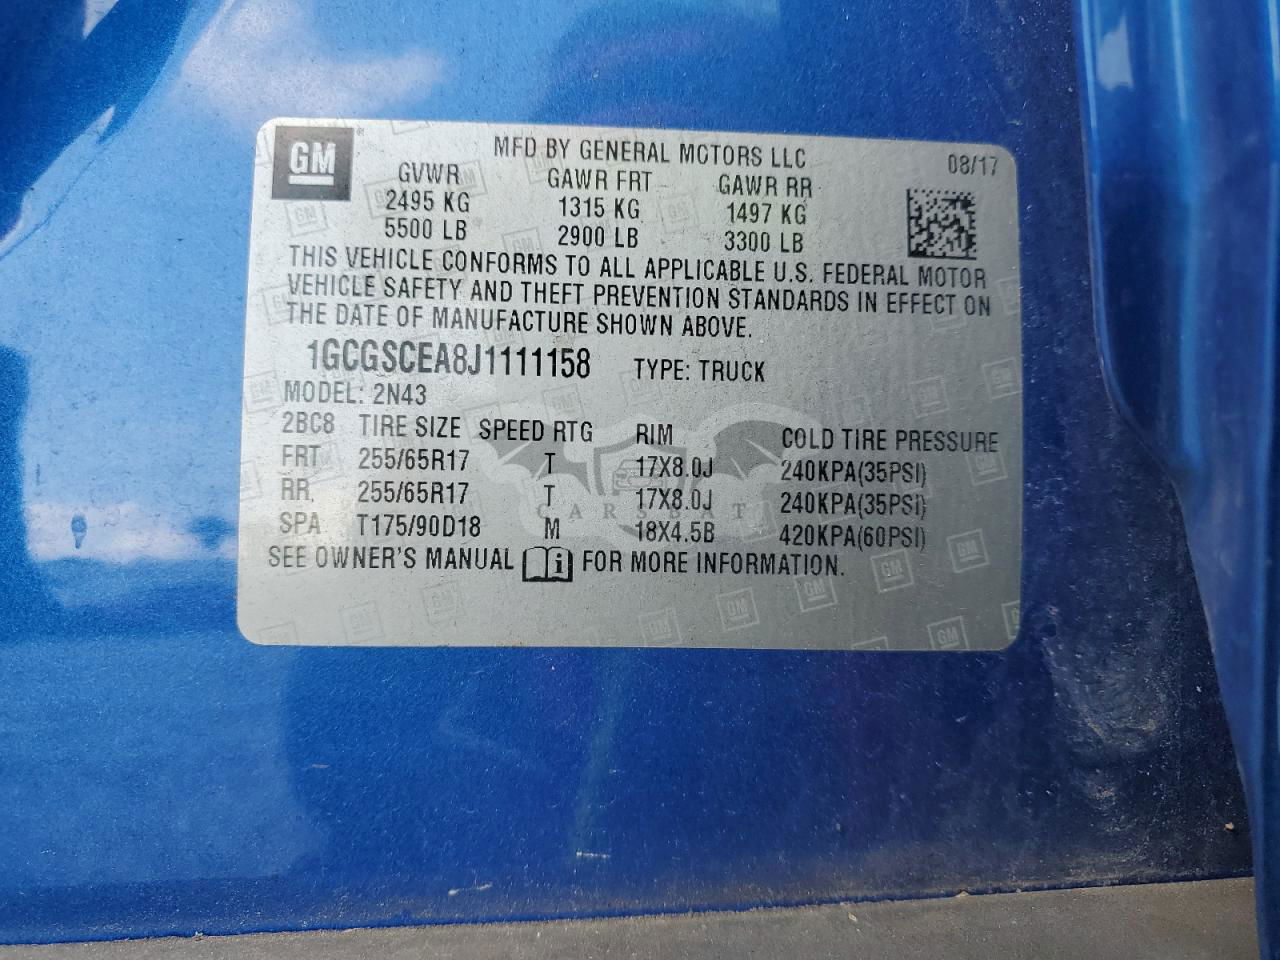 GM
MFD BY GENERAL MOTORS LLC 08/17
GVWR GAWR FRT GAWR RR
2495 KG 1315 KG 1497 KG
5500 LB 2900 LB 3300 LB
THIS VEHICLE CONFORMS TO ALL APPLICABLE U.S. FEDERAL MOTOR
VEHICLE SAFETY AND THEFT PREVENTION STANDARDS IN EFFECT ON
THE DATE OF MANUFACTURE SHOWN ABOVE.
1GCGSCEA8J1111158 TYPE: TRUCK
MODEL: 2N43
2BC8 TIRE SIZE SPEED RTG RIM COLD TIRE PRESSURE
FRT 255/65R17 T 17X8.0J 240KPA(35PSI)
RR 255/65R17 T 17X8.0J 240KPA(35PSI)
CARSBAT
SPA T175/90D18 M 18X4.5B 420KPA(60PSI)
SEE OWNER'S MANUAL i FOR MORE INFORMATION.